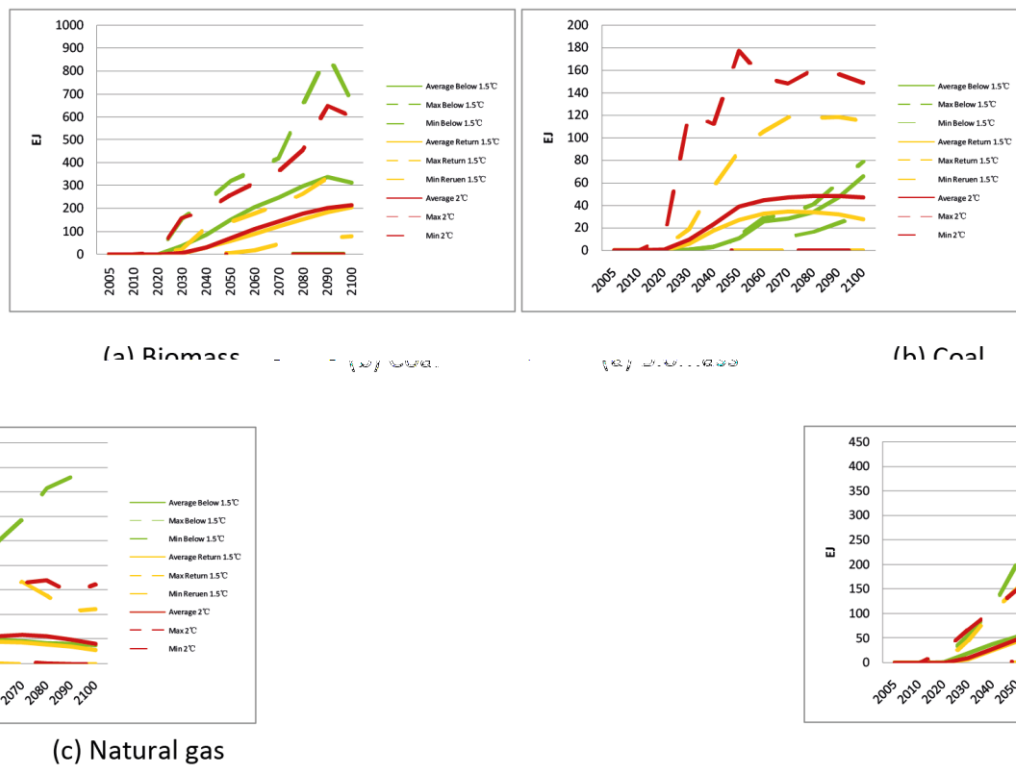 1000
900
800
700
600
500
400
300
200
100
0
EJ
2005
2010
2020
2030
2040
2050
2060
2070
2080
2090
2100
Average Below 1.5℃
Max Below 1.5℃
Min Below 1.5℃
Average Return 1.5℃
Max Return 1.5℃
Min Reruen 1.5℃
Average 2℃
Max 2℃
Min 2℃
200
180
160
140
120
100
80
60
40
20
0
EJ
2005
2010
2020
2030
2040
2050
2060
2070
2080
2090
2100
Average Below 1.5℃
Max Below 1.5℃
Min Below 1.5℃
Average Return 1.5℃
Max Return 1.5℃
Min Reruen 1.5℃
Average 2℃
Max 2℃
Min 2℃
(a) Biomass
(b) Coal
2070
2080
2090
2100
Average Below 1.5℃
Max Below 1.5℃
Min Below 1.5℃
Average Return 1.5℃
Max Return 1.5℃
Min Reruen 1.5℃
Average 2℃
Max 2℃
Min 2℃
(c) Natural gas
450
400
350
300
250
200
150
100
50
0
EJ
2005
2010
2020
2030
2040
2050